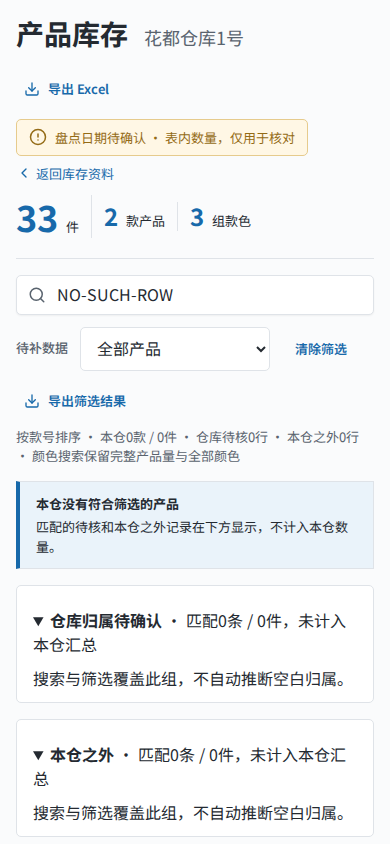 产品库存 花都仓库1号
导出 Excel
盘点日期待确认 · 表内数量，仅用于核对
返回库存资料
33 件 2 款产品 3 组款色
NO-SUCH-ROW
待补数据 全部产品 清除筛选
导出筛选结果
按款号排序 · 本仓0款 / 0件 · 仓库待核0行 · 本仓之外0行
· 颜色搜索保留完整产品量与全部颜色
本仓没有符合筛选的产品
匹配的待核和本仓之外记录在下方显示，不计入本仓数
量。
▼ 仓库归属待确认 · 匹配0条 / 0件，未计入
本仓汇总
搜索与筛选覆盖此组，不自动推断空白归属。
▼ 本仓之外 · 匹配0条 / 0件，未计入本仓汇
总
搜索与筛选覆盖此组，不自动推断空白归属。